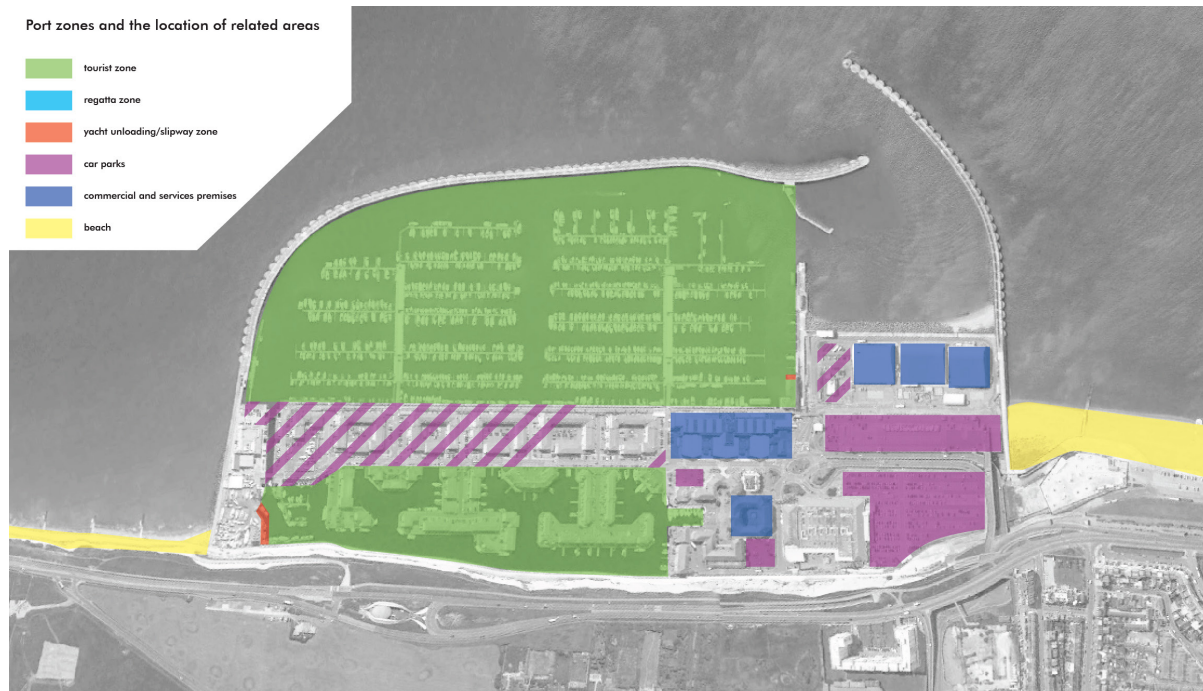 Port zones and the location of related areas
tourist zone
regatta zone
yacht unloading/slipway zone
car parks
commercial and services premises
beach